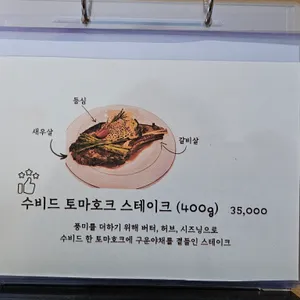 등심
새우살
갈비살
수비드 토마호크 스테이크 (400g) 35,000
풍미를 더하기 위해 버터, 허브, 시즈닝으로
수비드 한 토마호크에 구운야채를 곁들인 스테이크